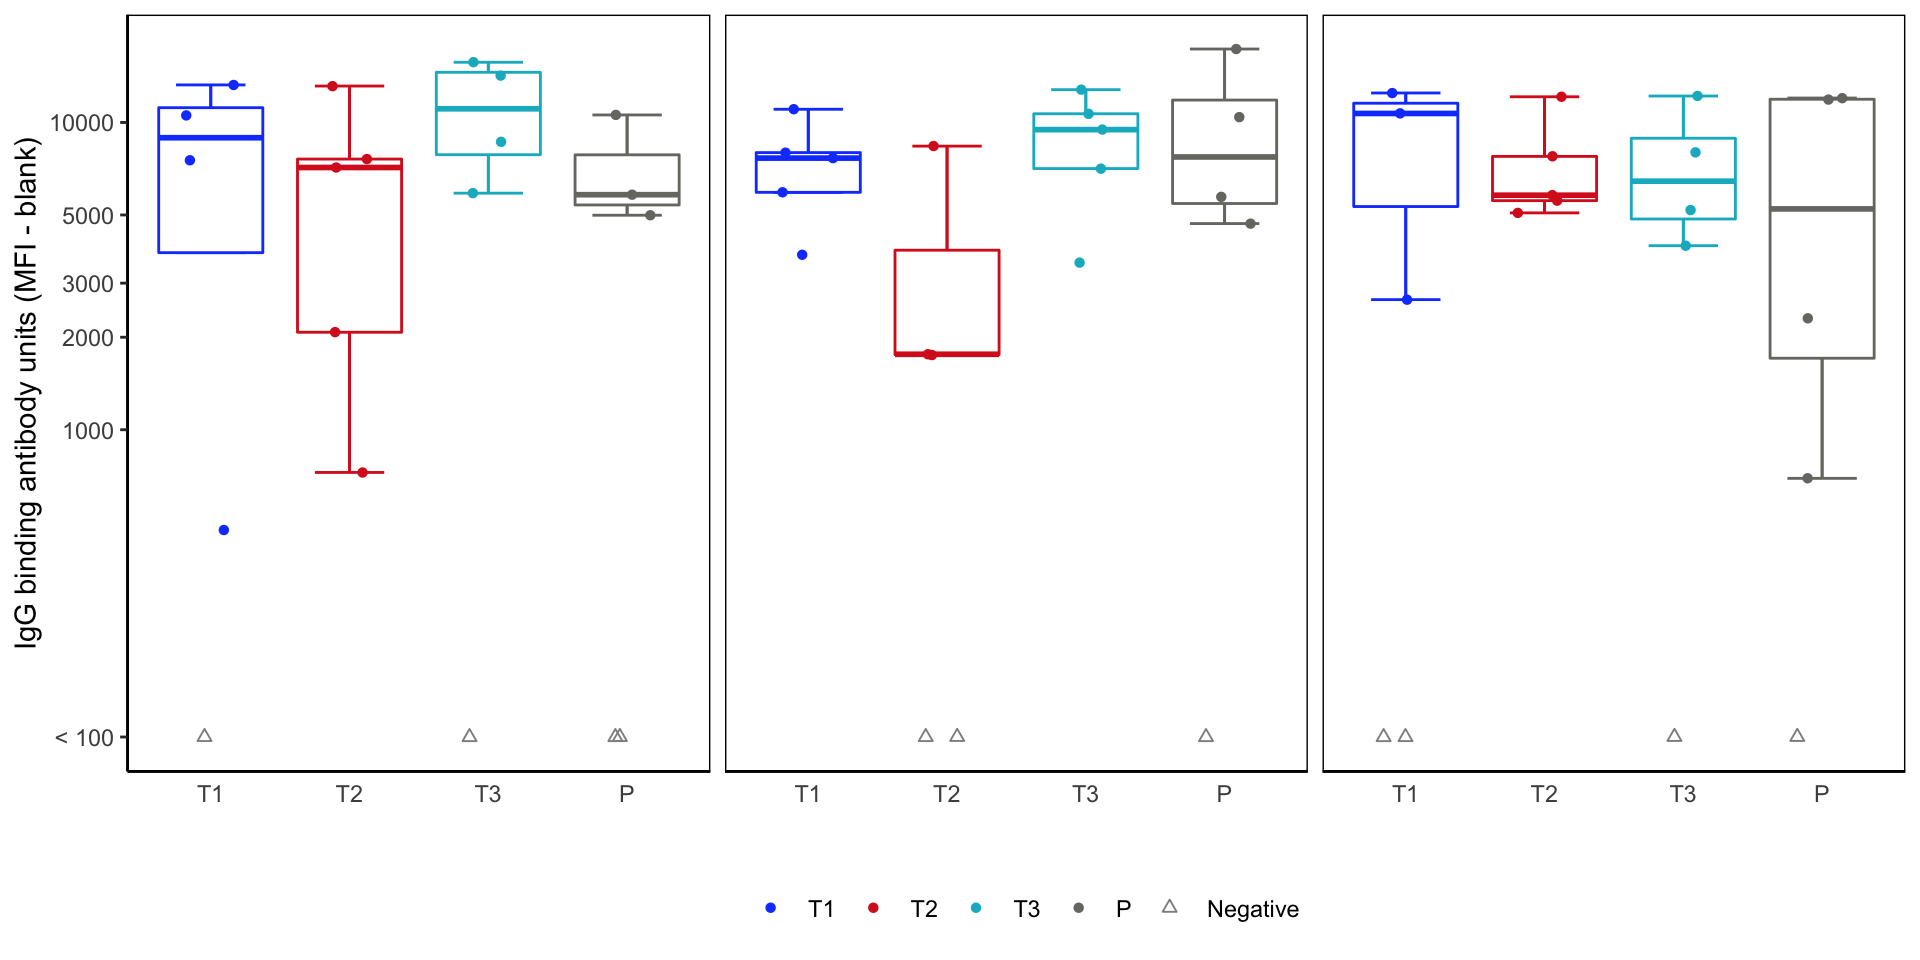 IgG binding antibody units (MFI - blank)
10000
5000
3000
2000
1000
< 100
T1 T2 T3 P
T1 T2 T3 P
T1 T2 T3 P
T1 T2 T3 P Negative